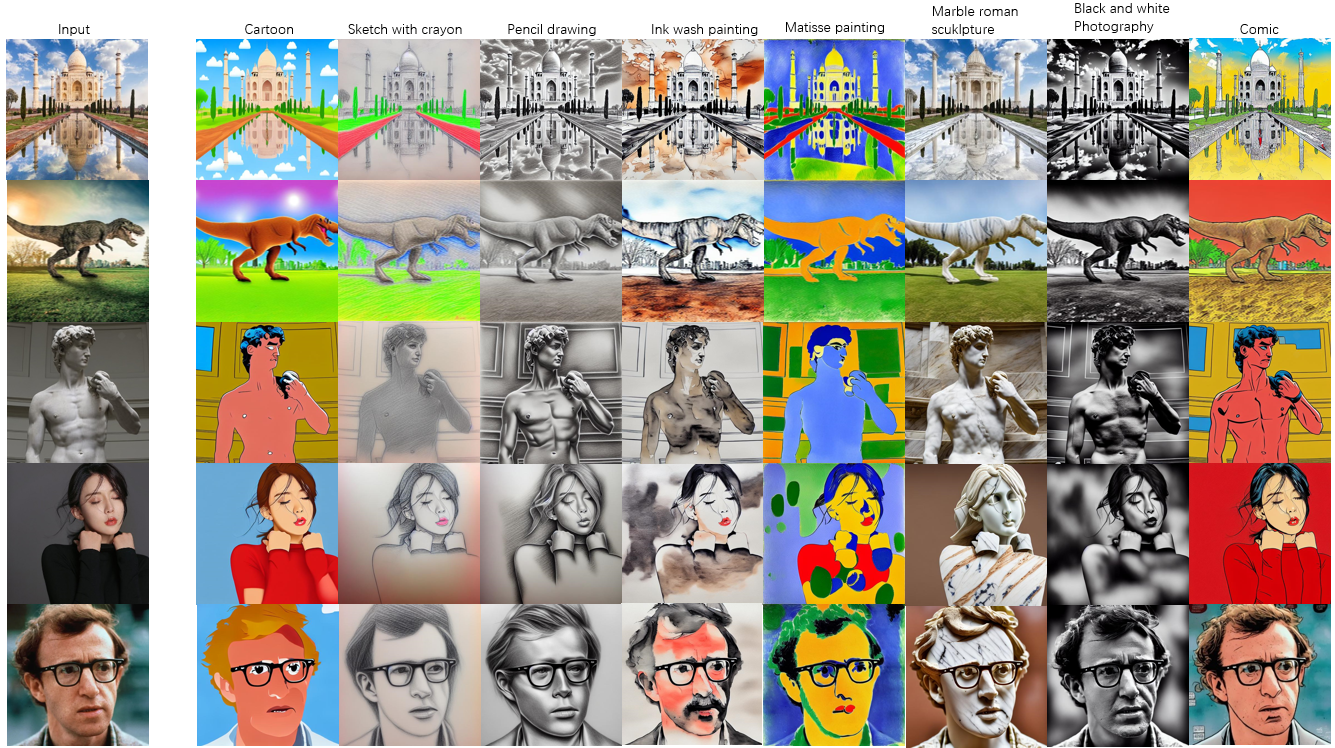 Input
Cartoon
Sketch with crayon
Pencil drawing
Ink wash painting
Matisse painting
Marble roman
scuklpture
Black and white
Photography
Comic